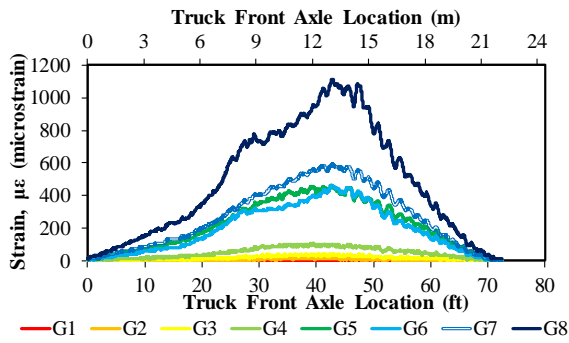 Truck Front Axle Location (m)
0 3 6 9 12 15 18 21 24
1200
1000
800
600
400
200
0
Strain, με (microstrain)
0 10 20 30 40 50 60 70 80
Truck Front Axle Location (ft)
G1 G2 G3 G4 G5 G6 G7 G8